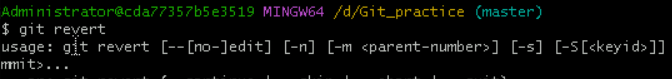 Administrator@cda77357b5e3519 MINGW64 /d/Git_practice (master)
$ git revert
usage: git revert [--[no-]edit] [-n] [-m <parent-number>] [-s] [-S[<keyid>]]
mmit>...